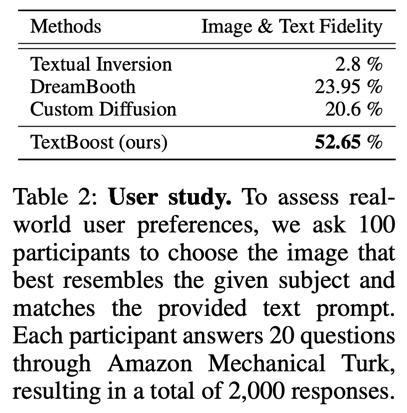 Methods Image & Text Fidelity
Textual Inversion 2.8 %
DreamBooth 23.95 %
Custom Diffusion 20.6 %
TextBoost (ours) 52.65 %
Table 2: User study. To assess real-
world user preferences, we ask 100
participants to choose the image that
best resembles the given subject and
matches the provided text prompt.
Each participant answers 20 questions
through Amazon Mechanical Turk,
resulting in a total of 2,000 responses.